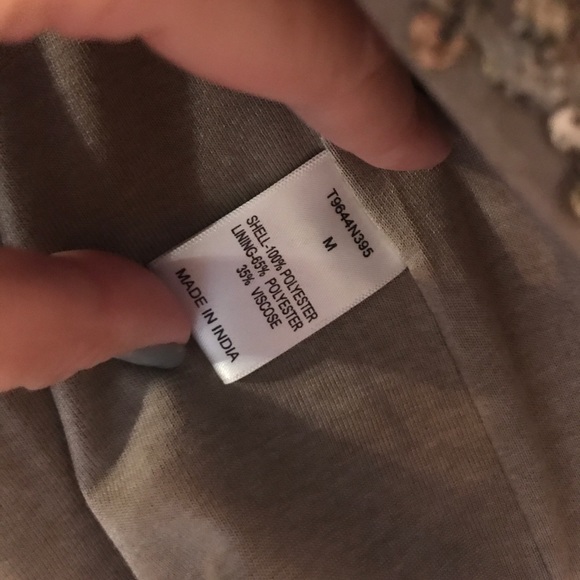 T9644N395
M
SHELL-100% POLYESTER
LINING-65% POLYESTER
35% VISCOSE
MADE IN INDIA